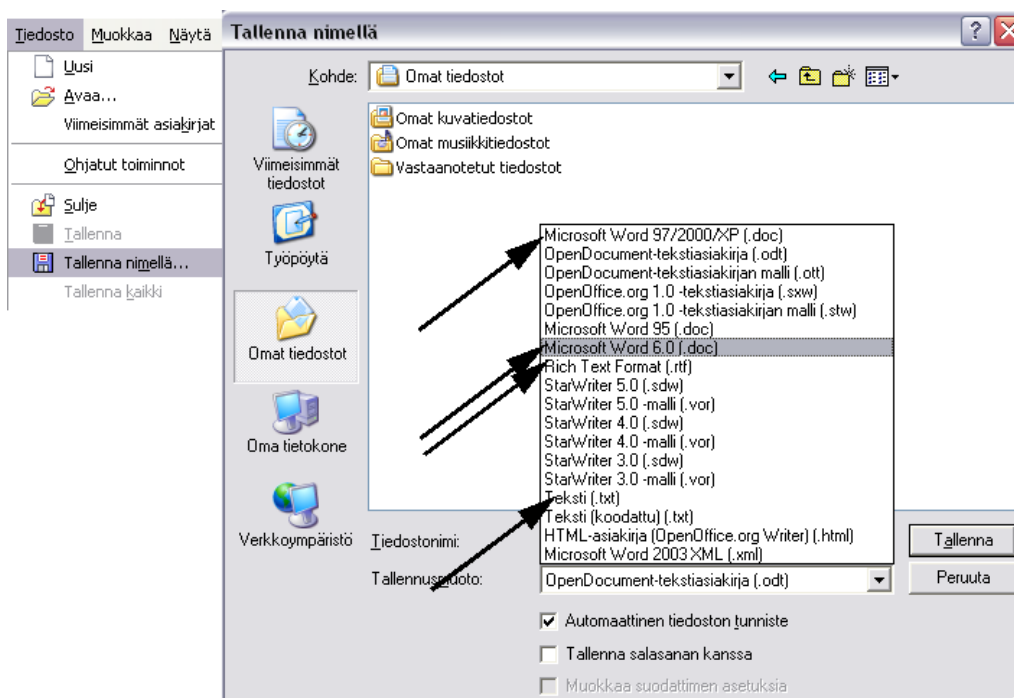 Tiedosto Muokkaa Näytä
Uusi
Avaa...
Viimeisimmät asiakirjat
Ohjatut toiminnot
Sulje
Tallenna
Tallenna nimellä...
Tallenna kaikki
Tallenna nimellä
Kohde: Omat tiedostot
Viimeisimmät
tiedostot
Työpöytä
Omat tiedostot
Oma tietokone
Verkkoympäristö
Omat kuvatiedostot
Omat musiikkitiedostot
Vastaanotetut tiedostot
Microsoft Word 97/2000/XP (.doc)
OpenDocument-tekstiasiakirja (.odt)
OpenDocument-tekstiasiakirjan malli (.ott)
OpenOffice.org 1.0 -tekstiasiakirja (.sxw)
OpenOffice.org 1.0 -tekstiasiakirjan malli (.stw)
Microsoft Word 95 (.doc)
Microsoft Word 6.0 (.doc)
Rich Text Format (.rtf)
StarWriter 5.0 (.sdw)
StarWriter 5.0 -malli (.vor)
StarWriter 4.0 (.sdw)
StarWriter 4.0 -malli (.vor)
StarWriter 3.0 (.sdw)
StarWriter 3.0 -malli (.vor)
Teksti (.txt)
Teksti (koodattu) (.txt)
HTML-asiakirja (OpenOffice.org Writer) (.html)
Microsoft Word 2003 XML (.xml)
Tiedostonimi:
Tallenna
Tallennusmuoto: OpenDocument-tekstiasiakirja (.odt)
Peruuta
Automaattinen tiedoston tunniste
Tallenna salasanan kanssa
Muokkaa suodattimen asetuksia